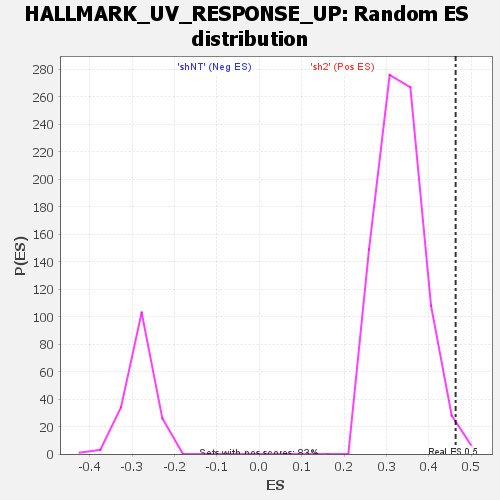 HALLMARK_UV_RESPONSE_UP: Random ES
distribution
'shNT' (Neg ES)
'sh2' (Pos ES)
280
260
240
220
200
180
160
140
120
100
80
60
40
20
0
P(ES)
Sets with pos scores: 83%
Real ES 0.5
-0.4 -0.3 -0.2 -0.1 0.0 0.1 0.2 0.3 0.4 0.5
ES